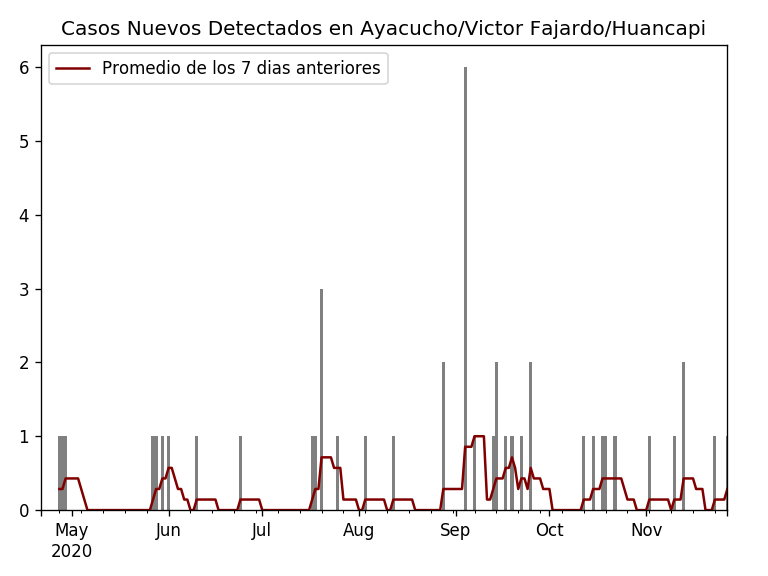 Casos Nuevos Detectados en Ayacucho/Victor Fajardo/Huancapi
Promedio de los 7 dias anteriores
6
5
4
3
2
1
0
May Jun Jul Aug Sep Oct Nov
2020